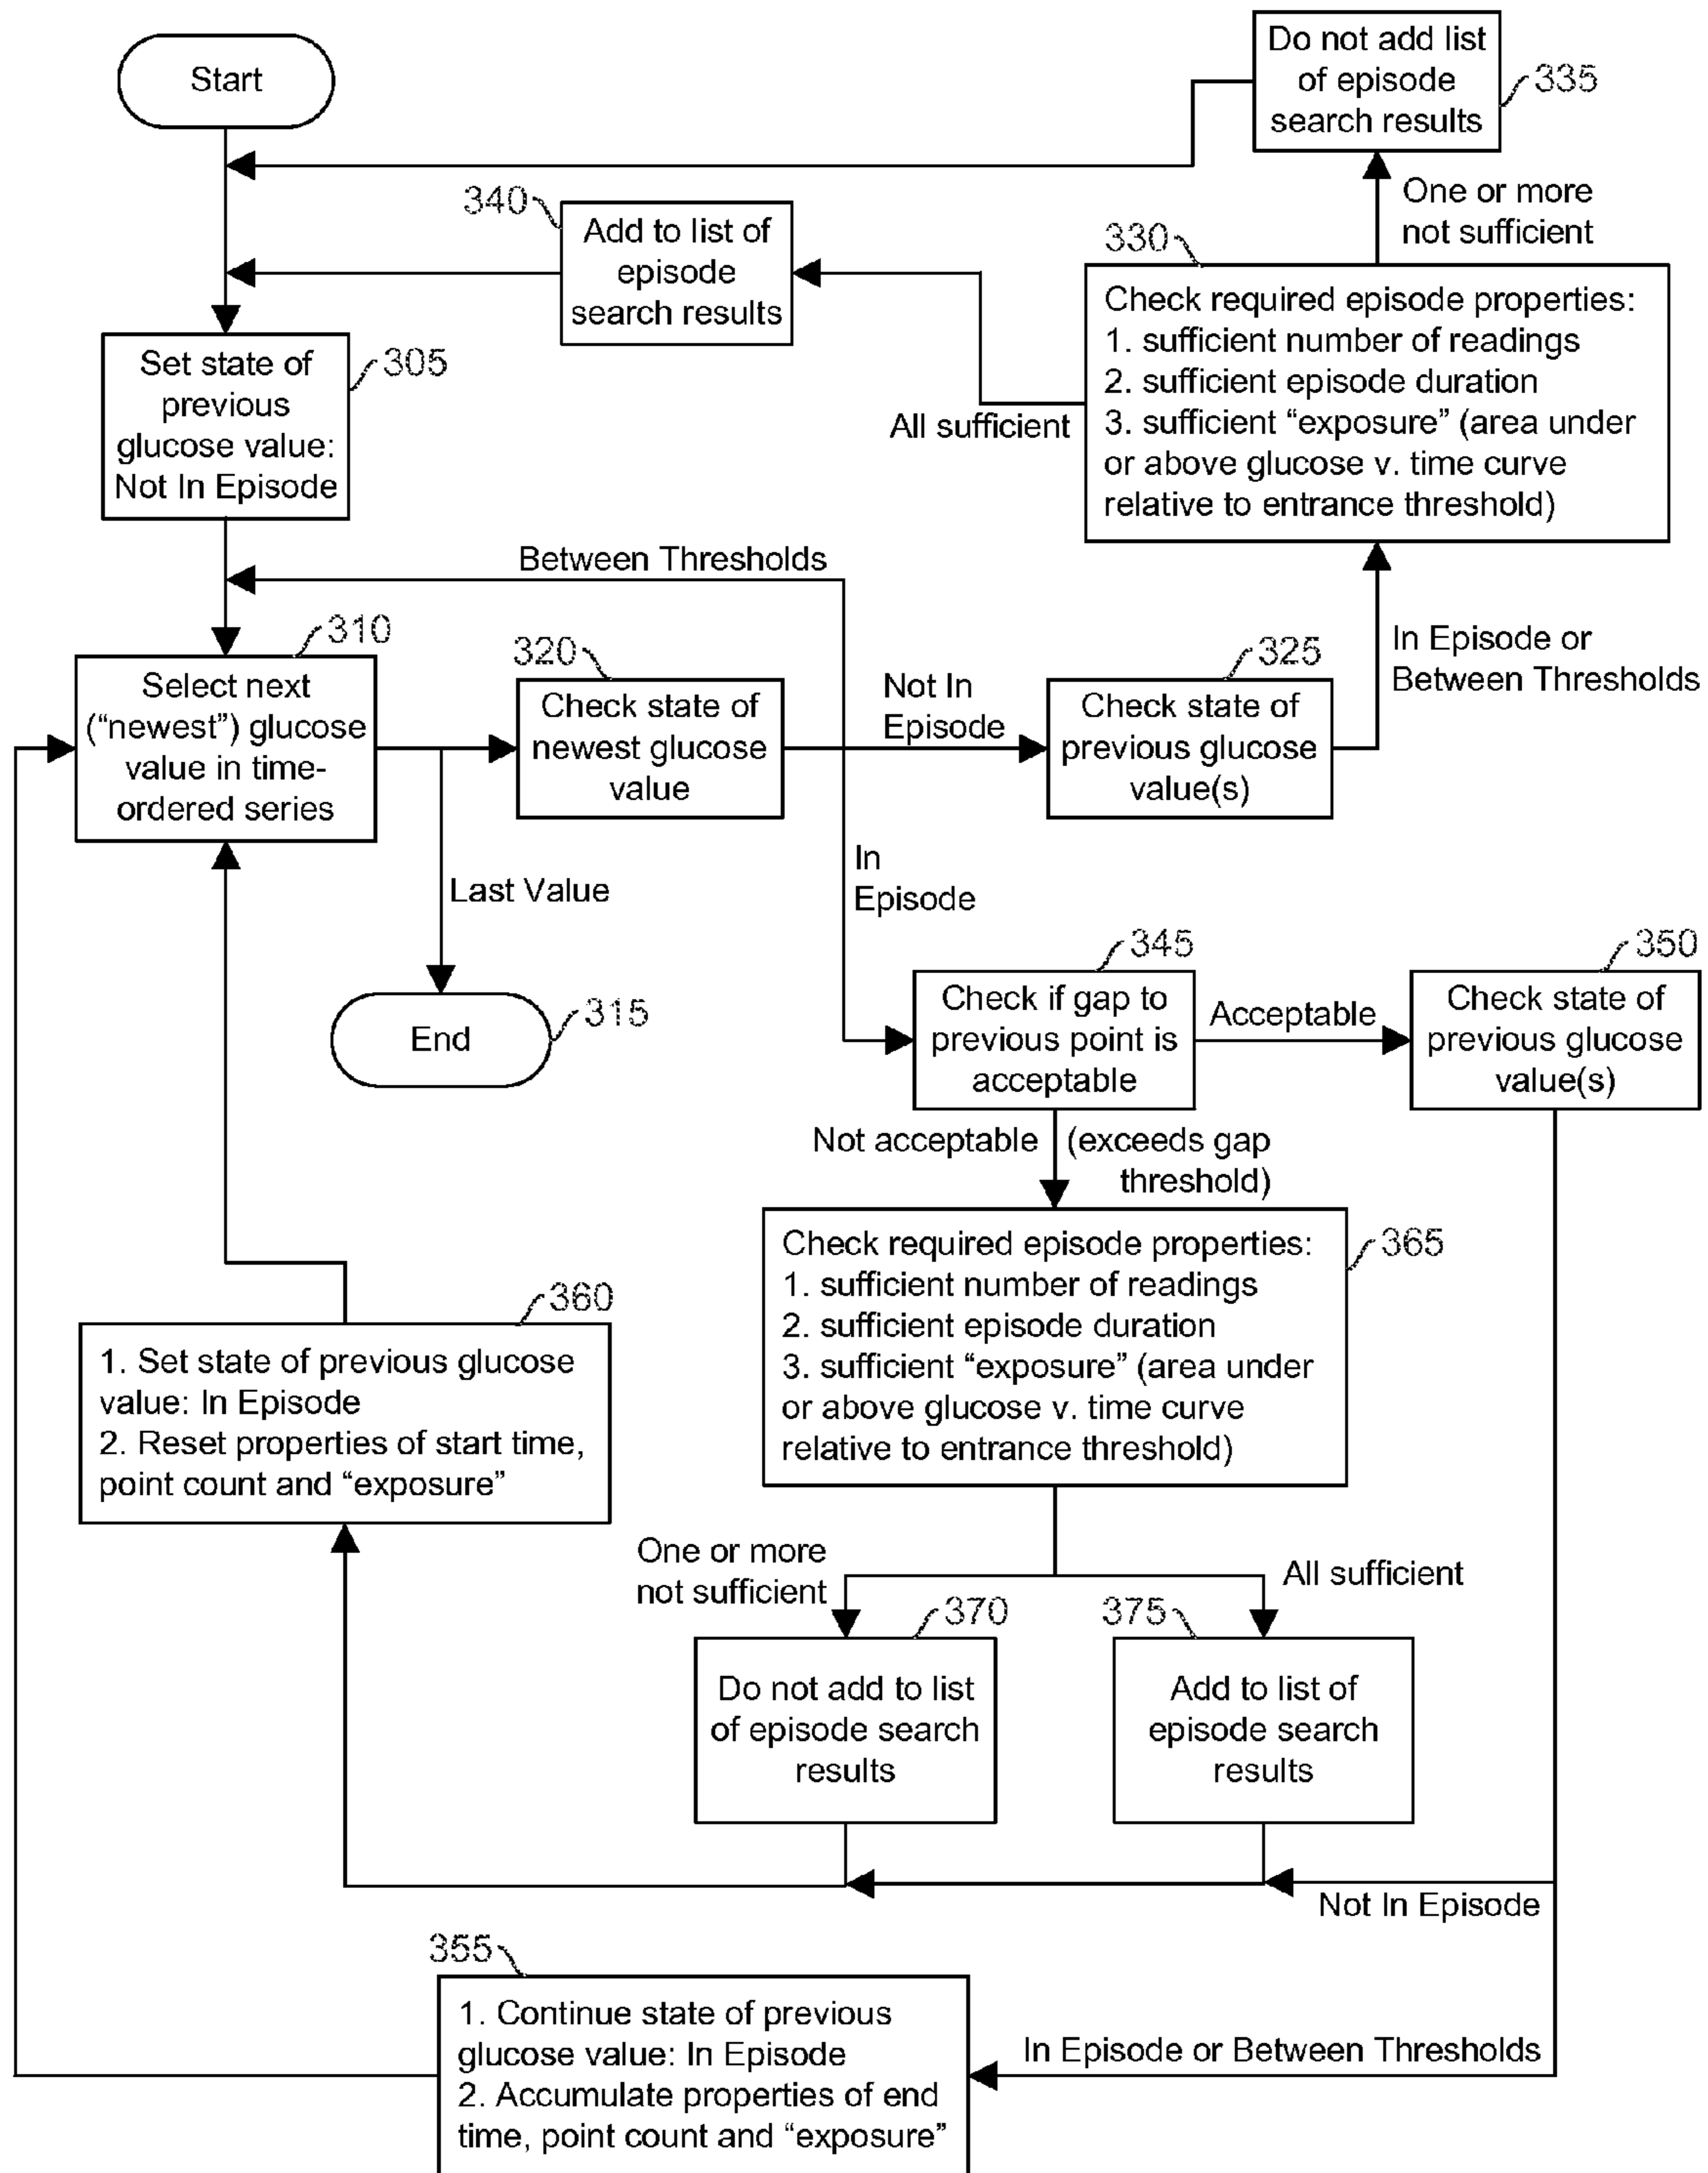 Start
Do not add list
of episode
search results
335
One or more
not sufficient
340
Add to list of
episode
search results
330
Check required episode properties:
1. sufficient number of readings
2. sufficient episode duration
3. sufficient “exposure” (area under
or above glucose v. time curve
relative to entrance threshold)
All sufficient
Set state of
previous
glucose value:
Not In Episode
305
Between Thresholds
In Episode or
Between Thresholds
310
Select next
(“newest”) glucose
value in time-
ordered series
320
Check state of
newest glucose
value
Not In
Episode
325
Check state of
previous glucose
value(s)
Last Value
In
Episode
End
315
345
Check if gap to
previous point is
acceptable
Acceptable
350
Check state of
previous glucose
value(s)
Not acceptable
(exceeds gap
threshold)
365
Check required episode properties:
1. sufficient number of readings
2. sufficient episode duration
3. sufficient “exposure” (area under
or above glucose v. time curve
relative to entrance threshold)
360
1. Set state of previous glucose
value: In Episode
2. Reset properties of start time,
point count and “exposure”
One or more
not sufficient
All sufficient
370
Do not add to list
of episode search
results
375
Add to list of
episode search
results
Not In Episode
355
1. Continue state of previous
glucose value: In Episode
2. Accumulate properties of end
time, point count and “exposure”
In Episode or Between Thresholds